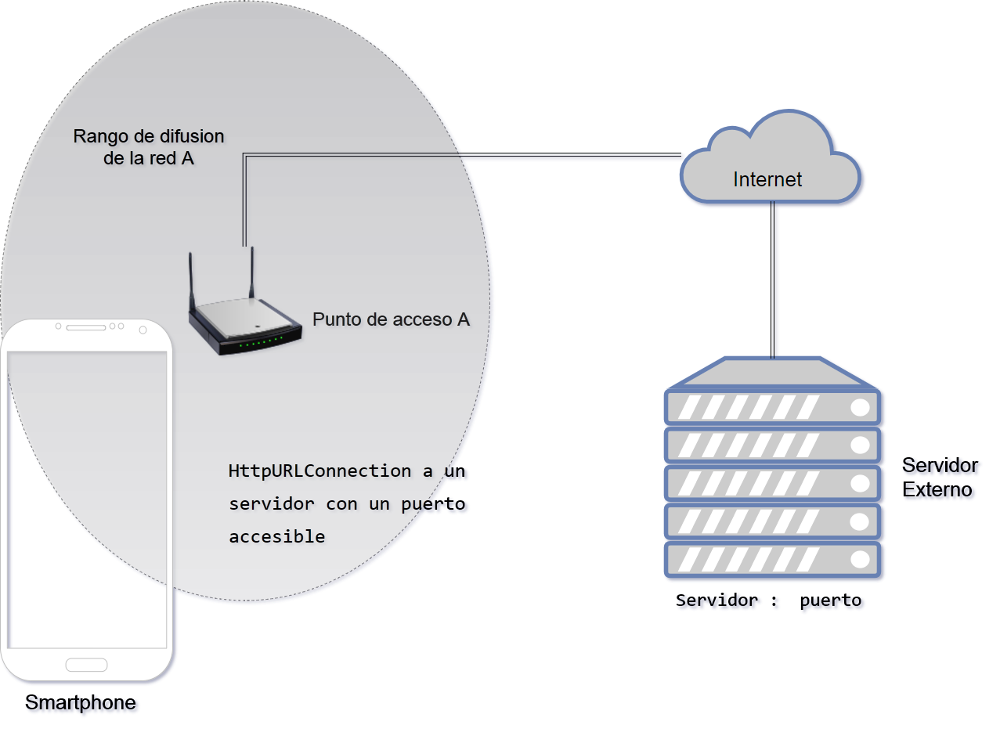 Rango de difusion
de la red A
Internet
Punto de acceso A
HttpURLConnection a un
servidor con un puerto
accesible
Servidor
Externo
Servidor :  puerto
Smartphone